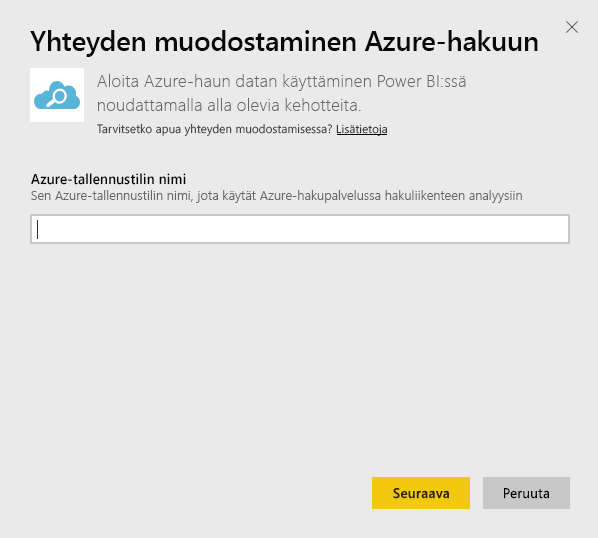 Yhteyden muodostaminen Azure-hakuun
Aloita Azure-haun datan käyttäminen Power BI:ssä
noudattamalla alla olevia kehotteita.
Tarvitsetko apua yhteyden muodostamisessa? Lisätietoja
Azure-tallennustilin nimi
Sen Azure-tallennustilin nimi, jota käytät Azure-hakupalvelussa hakuliikenteen analyysiin
Seuraava
Peruuta